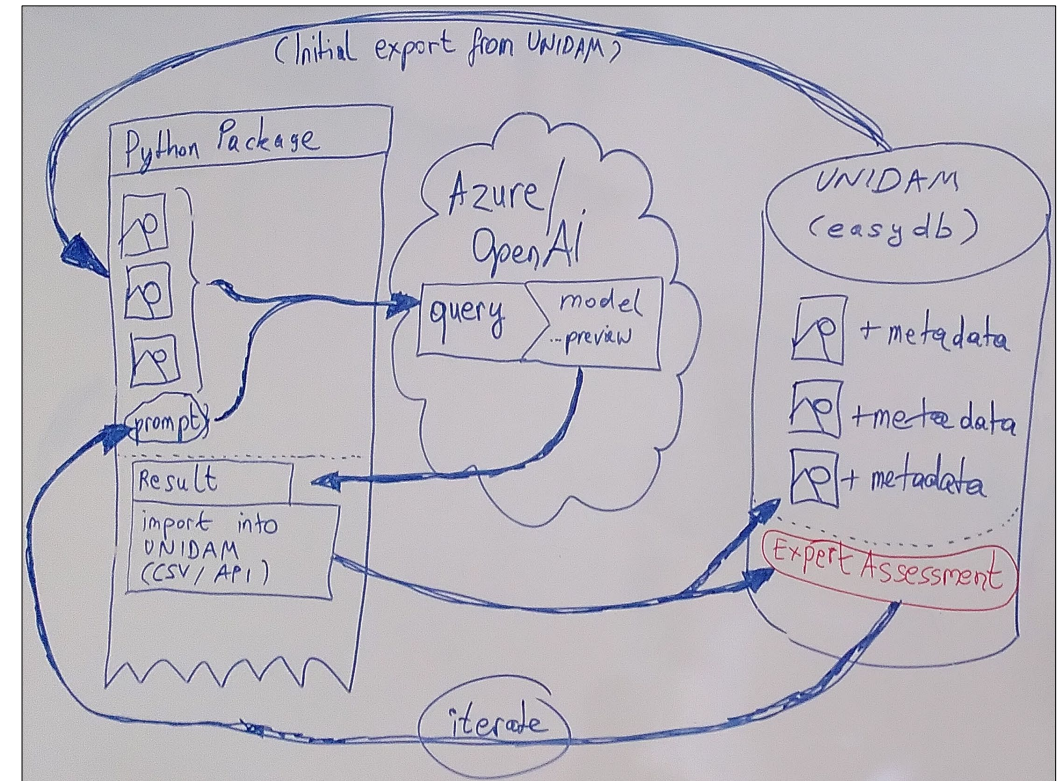 (Initial export from UNIDAM)
Python Package
prompt
Result
import into
UNIDAM
(CSV / API)
Azure/
OpenAI
query
model
...preview
UNIDAM
(easydb)
+ metadata
+ metadata
+ metadata
Expert Assessment
iterate